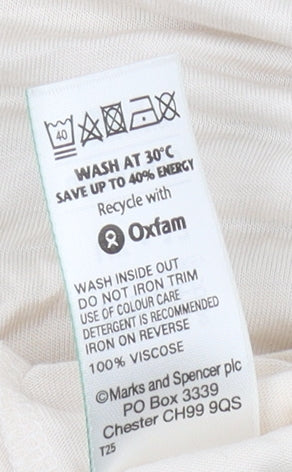 40
WASH AT 30°C
SAVE UP TO 40% ENERGY
Recycle with
Oxfam
WASH INSIDE OUT
DO NOT IRON TRIM
USE OF COLOUR CARE
DETERGENT IS RECOMMENDED
IRON ON REVERSE
100% VISCOSE
©Marks and Spencer plc
PO Box 3339
Chester CH99 9QS
T25